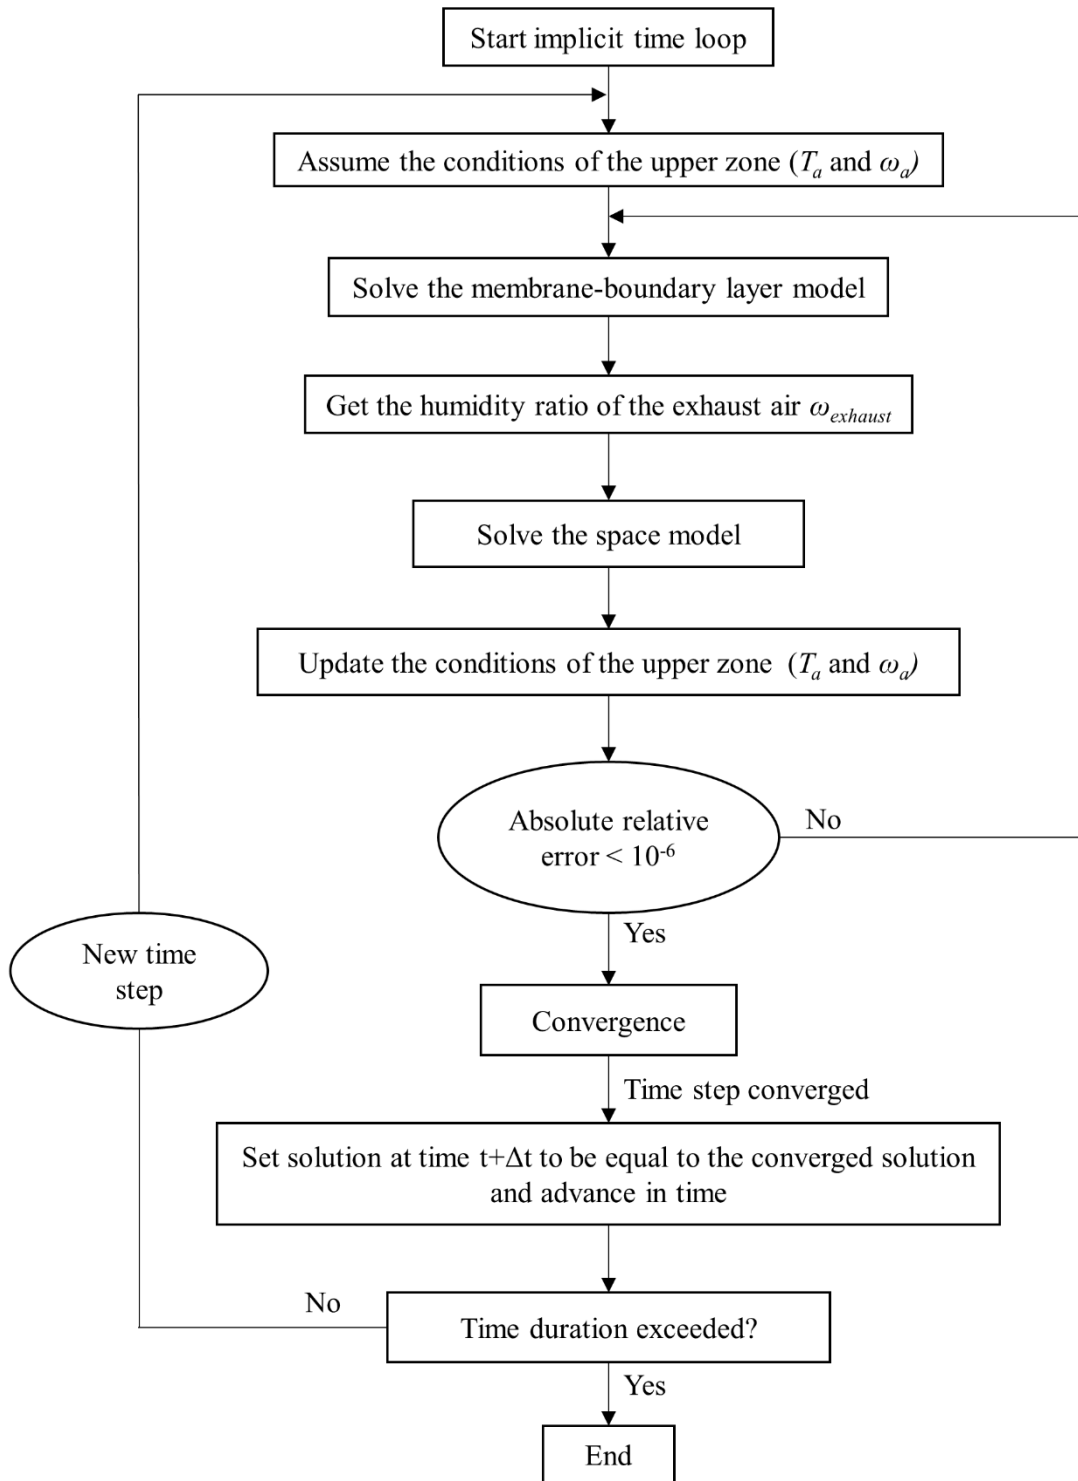 Start implicit time loop
Assume the conditions of the upper zone (Tₐ and ωₐ)
Solve the membrane-boundary layer model
Get the humidity ratio of the exhaust air ω_exhaust
Solve the space model
Update the conditions of the upper zone (Tₐ and ωₐ)
Absolute relative
error < 10⁻⁶
No
Yes
New time
step
Convergence
Time step converged
Set solution at time t+Δt to be equal to the converged solution
and advance in time
No
Time duration exceeded?
Yes
End